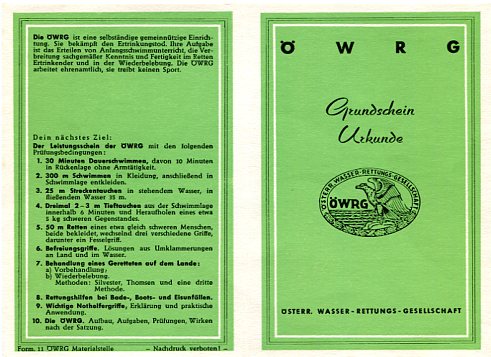 Die ÖWRG ist eine selbständige gemeinnützige Einrich-
tung. Sie bekämpft den Ertrinkungstod. Ihre Aufgabe
ist das Erteilen von Anfangsschwimmunterricht, die Ver-
breitung sachgemäßer Kenntnis und Fertigkeit im Retten
Ertrinkender und in der Wiederbelebung. Die ÖWRG
arbeitet ehrenamtlich, sie treibt keinen Sport.
Dein nächstes Ziel:
Der Leistungsschein der ÖWRG mit den folgenden
Prüfungsbedingungen:
1. 30 Minuten Dauerschwimmen, davon 10 Minuten
in Rückenlage ohne Armtätigkeit.
2. 300 m Schwimmen in Kleidung, anschließend in
Schwimmlage entkleiden.
3. 25 m Streckentauchen in stehendem Wasser, in
fließendem Wasser 35 m.
4. Dreimal 2–3 m Tieftauchen aus der Schwimmlage
innerhalb 6 Minuten und Heraufholen eines etwa
5 kg schweren Gegenstandes.
5. 50 m Retten eines etwa gleich schweren Menschen,
beide bekleidet, wechselnd drei verschiedene Griffe,
darunter ein Fesselgriff.
6. Befreiungsgriffe. Lösungen aus Umklammerungen
an Land und im Wasser.
7. Behandlung eines Geretteten auf dem Lande:
a) Vorbehandlung;
b) Wiederbelebung.
Methoden: Silvester, Thomsen und eine dritte
Methode.
8. Rettungshilfen bei Bade-, Boots- und Eisunfällen.
9. Wichtige Nothelfergriffe, Erklärung und praktische
Anwendung.
10. Die ÖWRG. Aufbau, Aufgaben, Prüfungen, Wirken
nach der Satzung.
Form. 11 ÖWRG Materialstelle – Nachdruck verboten! –
ÖWRG
Grundschein
Urkunde
ÖSTERR. WASSER-RETTUNGS-GESELLSCHAFT
ÖWRG
ÖSTERR. WASSER-RETTUNGS-GESELLSCHAFT